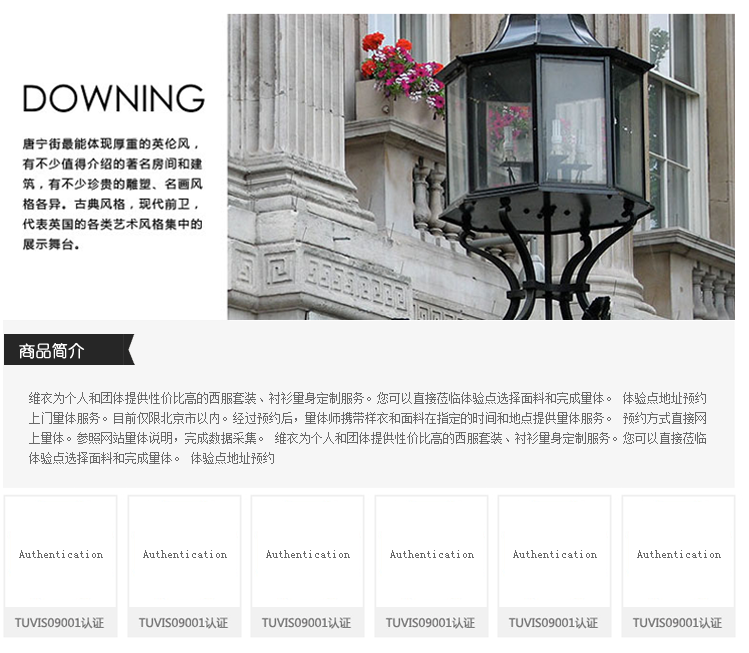 DOWNING
唐宁街最能体现厚重的英伦风，
有不少值得介绍的著名房间和建
筑，有不少珍贵的雕塑、名画风
格各异。古典风格，现代前卫，
代表英国的各类艺术风格集中的
展示舞台。
商品简介
维衣为个人和团体提供性价比高的西服套装、衬衫量身定制服务。您可以直接莅临体验点选择面料和完成量体。 体验点地址预约
上门量体服务。目前仅限北京市以内。经过预约后，量体师携带样衣和面料在指定的时间和地点提供量体服务。 预约方式直接网
上量体。参照网站量体说明，完成数据采集。 维衣为个人和团体提供性价比高的西服套装、衬衫量身定制服务。您可以直接莅临
体验点选择面料和完成量体。 体验点地址预约
Authentication Authentication Authentication Authentication Authentication Authentication
TUVIS09001认证 TUVIS09001认证 TUVIS09001认证 TUVIS09001认证 TUVIS09001认证 TUVIS09001认证